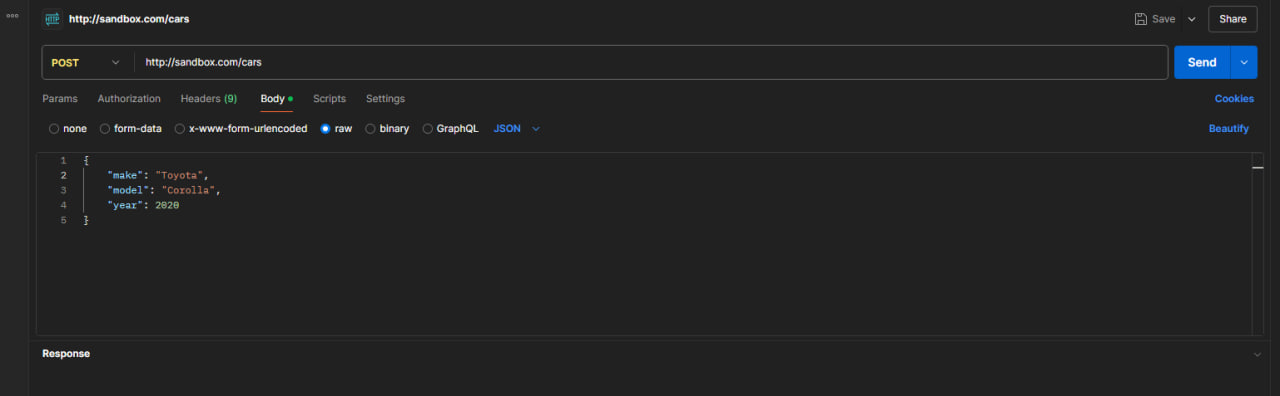 HTTP http://sandbox.com/cars Save Share
POST http://sandbox.com/cars Send
Params Authorization Headers (9) Body Scripts Settings Cookies
none form-data x-www-form-urlencoded raw binary GraphQL JSON Beautify
1 {
2 "make": "Toyota",
3 "model": "Corolla",
4 "year": 2020
5 }
Response